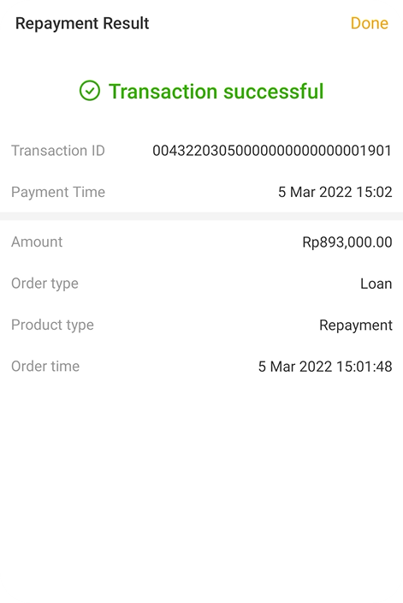 Repayment Result Done
Transaction successful
Transaction ID 00432203050000000000000001901
Payment Time 5 Mar 2022 15:02
Amount Rp893,000.00
Order type Loan
Product type Repayment
Order time 5 Mar 2022 15:01:48